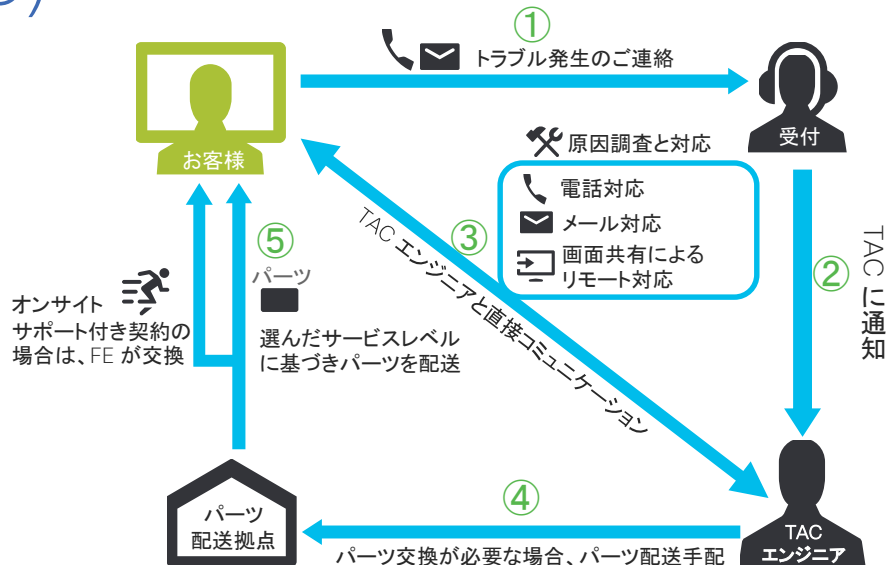 ①
トラブル発生のご連絡
お客様
受付
原因調査と対応
電話対応
メール対応
画面共有による
リモート対応
②
TAC に通知
③
TAC エンジニアと直接コミュニケーション
⑤
パーツ
選んだサービスレベル
に基づきパーツを配送
オンサイト
サポート付き契約の
場合は、FE が交換
パーツ
配送拠点
④
パーツ交換が必要な場合、パーツ配送手配
TAC
エンジニア